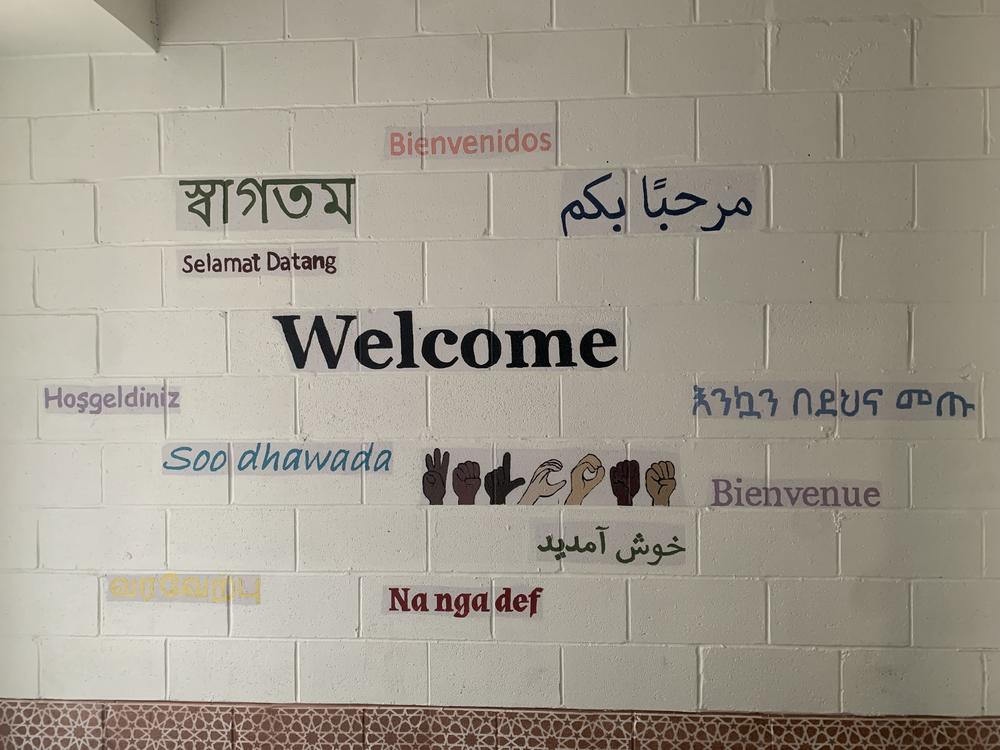 Bienvenidos
স্বাগতম
مرحبًا بكم
Selamat Datang
Welcome
Hoşgeldiniz
እንኳን በደህና መጡ
Soo dhawada
Bienvenue
خوش آمدید
Na nga def